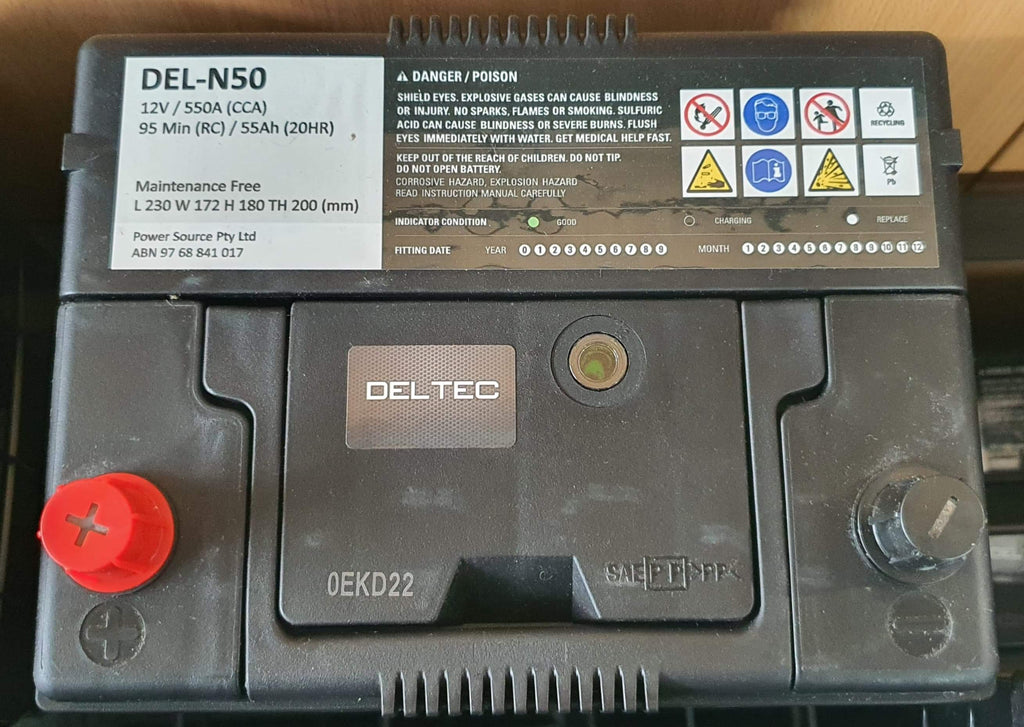 DEL-N50
12V / 550A (CCA)
95 Min (RC) / 55Ah (20HR)
Maintenance Free
L 230 W 172 H 180 TH 200 (mm)
Power Source Pty Ltd
ABN 97 68 841 017
DANGER / POISON
SHIELD EYES. EXPLOSIVE GASES CAN CAUSE BLINDNESS
OR INJURY. NO SPARKS, FLAMES OR SMOKING. SULFURIC
ACID CAN CAUSE BLINDNESS OR SEVERE BURNS. FLUSH
EYES IMMEDIATELY WITH WATER. GET MEDICAL HELP FAST.
KEEP OUT OF THE REACH OF CHILDREN. DO NOT TIP.
DO NOT OPEN BATTERY.
CORROSIVE HAZARD, EXPLOSION HAZARD
READ INSTRUCTION MANUAL CAREFULLY
RECYCLING
Pb
INDICATOR CONDITION GOOD CHARGING REPLACE
FITTING DATE YEAR 0 1 2 3 4 5 6 7 8 9 MONTH 1 2 3 4 5 6 7 8 9 10 11 12
DELTEC
0EKD22
SAE PT >PP<
+
-
+
-